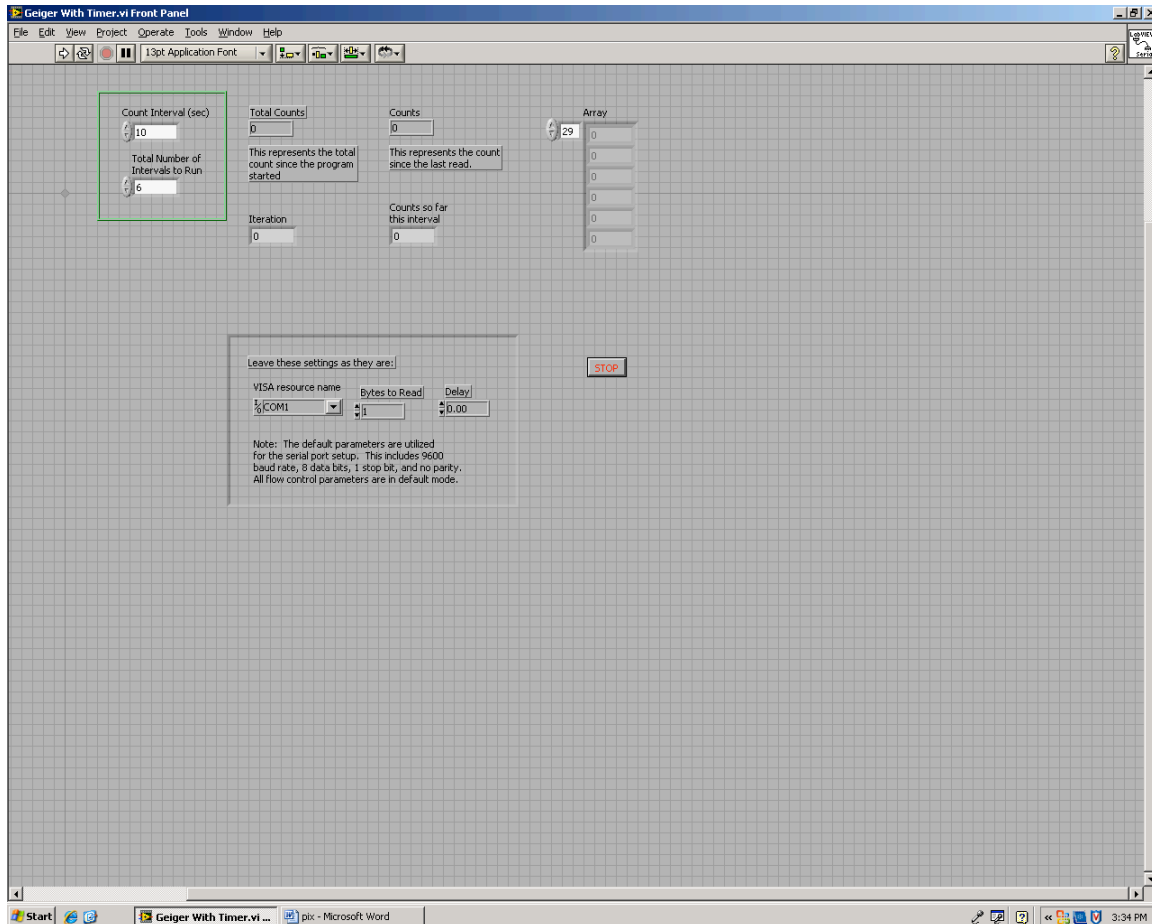 Geiger With Timer.vi Front Panel
File Edit View Project Operate Tools Window Help
13pt Application Font
LabVIEW
Serial
Count Interval (sec)
10
Total Number of
Intervals to Run
6
Total Counts
0
This represents the total
count since the program
started
Iteration
0
Counts
0
This represents the count
since the last read.
Counts so far
this interval
0
Array
29
0
0
0
0
0
0
Leave these settings as they are:
VISA resource name
COM1
Bytes to Read
1
Delay
0.00
Note: The default parameters are utilized
for the serial port setup. This includes 9600
baud rate, 8 data bits, 1 stop bit, and no parity.
All flow control parameters are in default mode.
STOP
Start
Geiger With Timer.vi ...
pix - Microsoft Word
3:34 PM